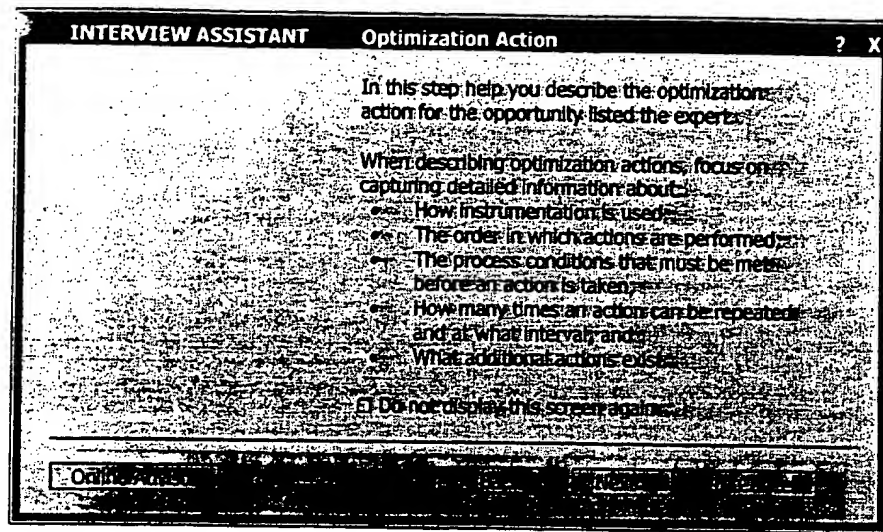 INTERVIEW ASSISTANT Optimization Action ? X
In this step help you describe the optimization
action for the opportunity listed the expert.
When describing optimization actions, focus on
capturing detailed information about:
• How instrumentation is used;
• The order in which actions are performed;
• The process conditions that must be met
before an action is taken;
• How many times an action can be repeated
and at what interval; and
• What additional actions exist.
Do not display this screen again.
Online